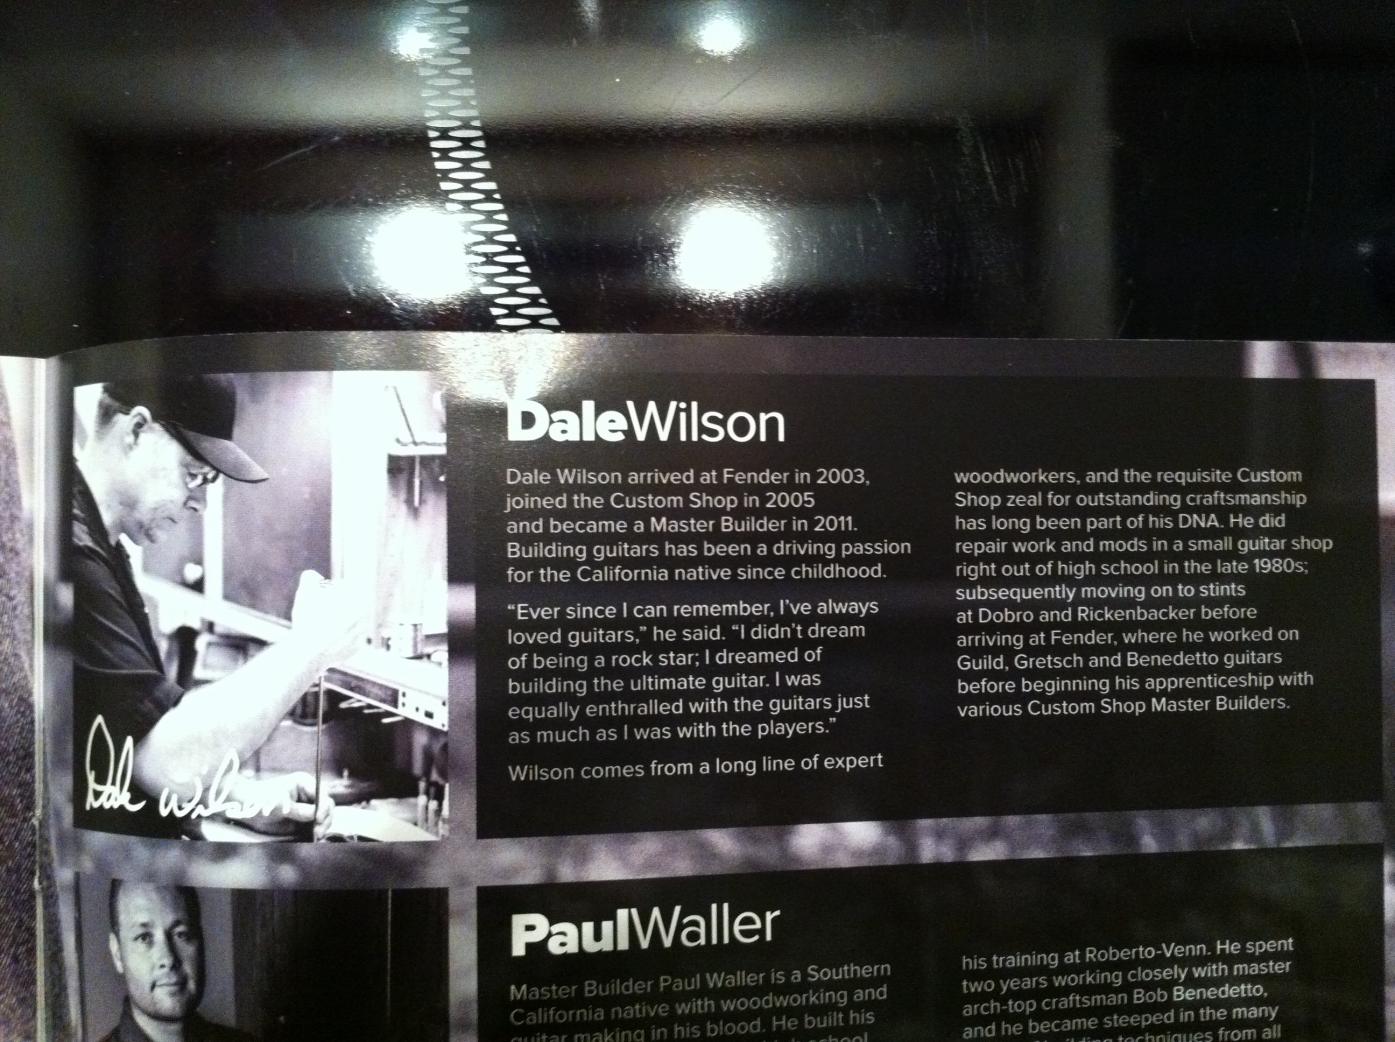 DaleWilson
Dale Wilson arrived at Fender in 2003,
joined the Custom Shop in 2005
and became a Master Builder in 2011.
Building guitars has been a driving passion
for the California native since childhood.
“Ever since I can remember, I’ve always
loved guitars,” he said. “I didn’t dream
of being a rock star; I dreamed of
building the ultimate guitar. I was
equally enthralled with the guitars just
as much as I was with the players.”
Wilson comes from a long line of expert
woodworkers, and the requisite Custom
Shop zeal for outstanding craftsmanship
has long been part of his DNA. He did
repair work and mods in a small guitar shop
right out of high school in the late 1980s;
subsequently moving on to stints
at Dobro and Rickenbacker before
arriving at Fender, where he worked on
Guild, Gretsch and Benedetto guitars
before beginning his apprenticeship with
various Custom Shop Master Builders.
Dale Wilson
PaulWaller
Master Builder Paul Waller is a Southern
California native with woodworking and
guitar making in his blood. He built his
school
his training at Roberto-Venn. He spent
two years working closely with master
arch-top craftsman Bob Benedetto,
and he became steeped in the many
techniques from all